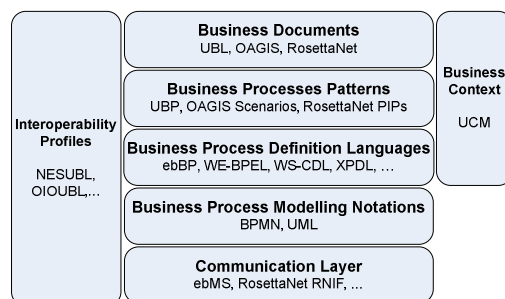 Interoperability
Profiles
NESUBL,
OIOUBL,...
Business Documents
UBL, OAGIS, RosettaNet
Business Processes Patterns
UBP, OAGIS Scenarios, RosettaNet PIPs
Business Process Definition Languages
ebBP, WE-BPEL, WS-CDL, XPDL, ...
Business Process Modelling Notations
BPMN, UML
Communication Layer
ebMS, RosettaNet RNIF, ...
Business
Context
UCM